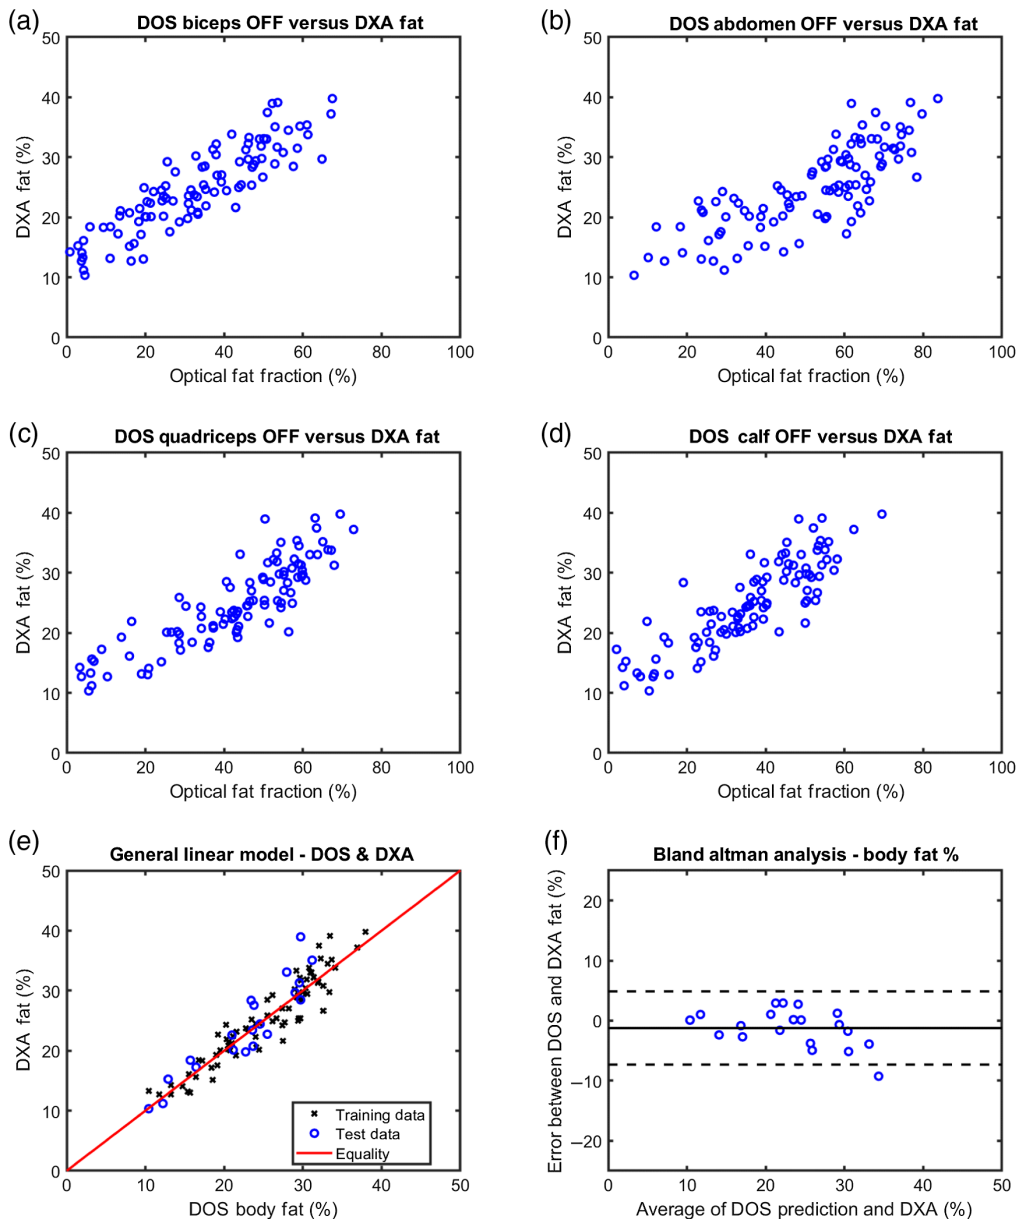 (a)
DOS biceps OFF versus DXA fat
50
40
30
20
10
0
DXA fat (%)
0 20 40 60 80 100
Optical fat fraction (%)
(b)
DOS abdomen OFF versus DXA fat
50
40
30
20
10
0
DXA fat (%)
0 20 40 60 80 100
Optical fat fraction (%)
(c)
DOS quadriceps OFF versus DXA fat
50
40
30
20
10
0
DXA fat (%)
0 20 40 60 80 100
Optical fat fraction (%)
(d)
DOS calf OFF versus DXA fat
50
40
30
20
10
0
DXA fat (%)
0 20 40 60 80 100
Optical fat fraction (%)
(e)
General linear model - DOS & DXA
50
40
30
20
10
0
DXA fat (%)
Training data
Test data
Equality
0 10 20 30 40 50
DOS body fat (%)
(f)
Bland altman analysis - body fat %
20
10
0
−10
−20
Error between DOS and DXA fat (%)
0 10 20 30 40 50
Average of DOS prediction and DXA (%)